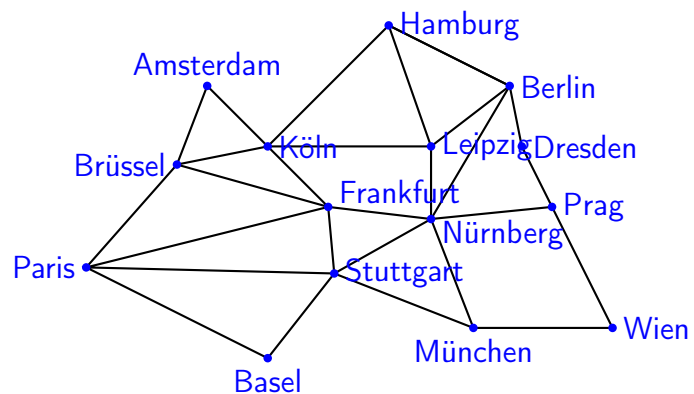 Hamburg
Amsterdam
Berlin
Köln
Leipzig
Dresden
Brüssel
Frankfurt
Prag
Nürnberg
Paris
Stuttgart
Wien
München
Basel